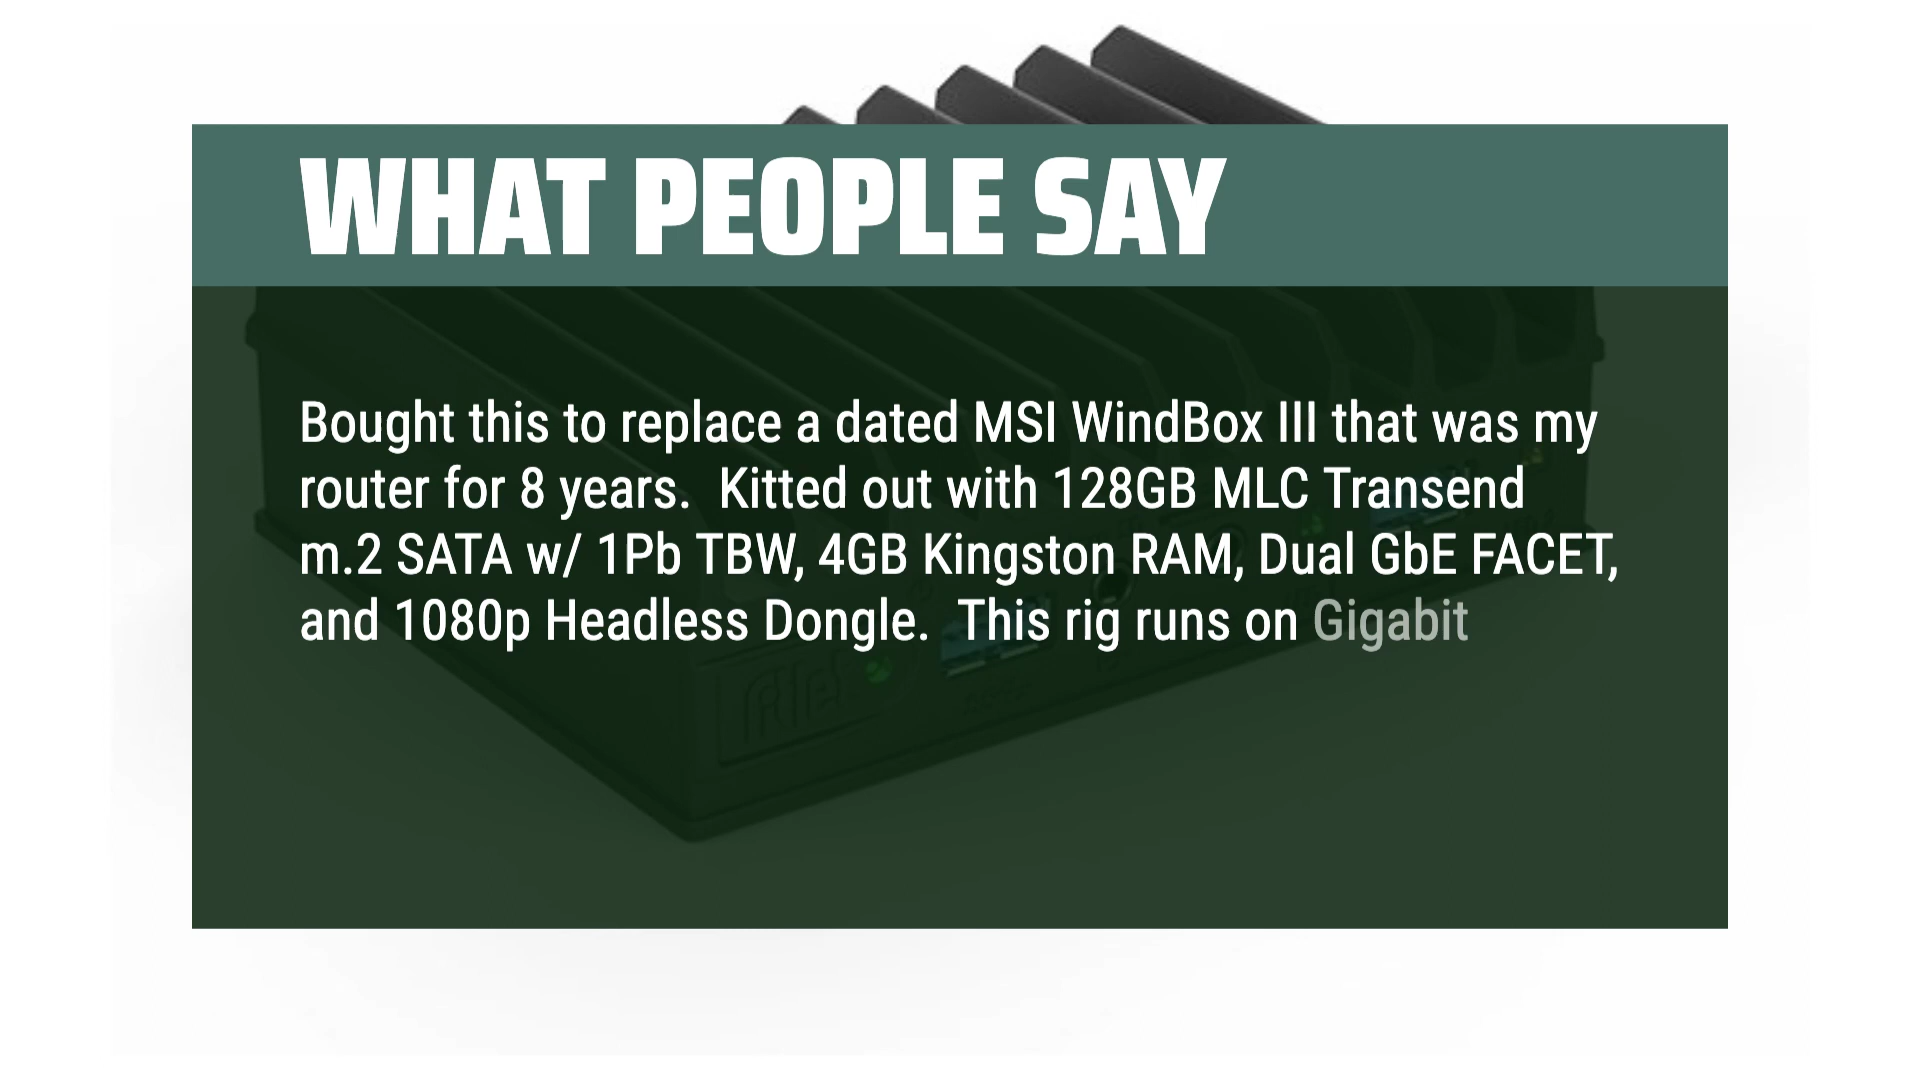 WHAT PEOPLE SAY
Bought this to replace a dated MSI WindBox III that was my
router for 8 years.  Kitted out with 128GB MLC Transend
m.2 SATA w/ 1Pb TBW, 4GB Kingston RAM, Dual GbE FACET,
and 1080p Headless Dongle.  This rig runs on Gigabit